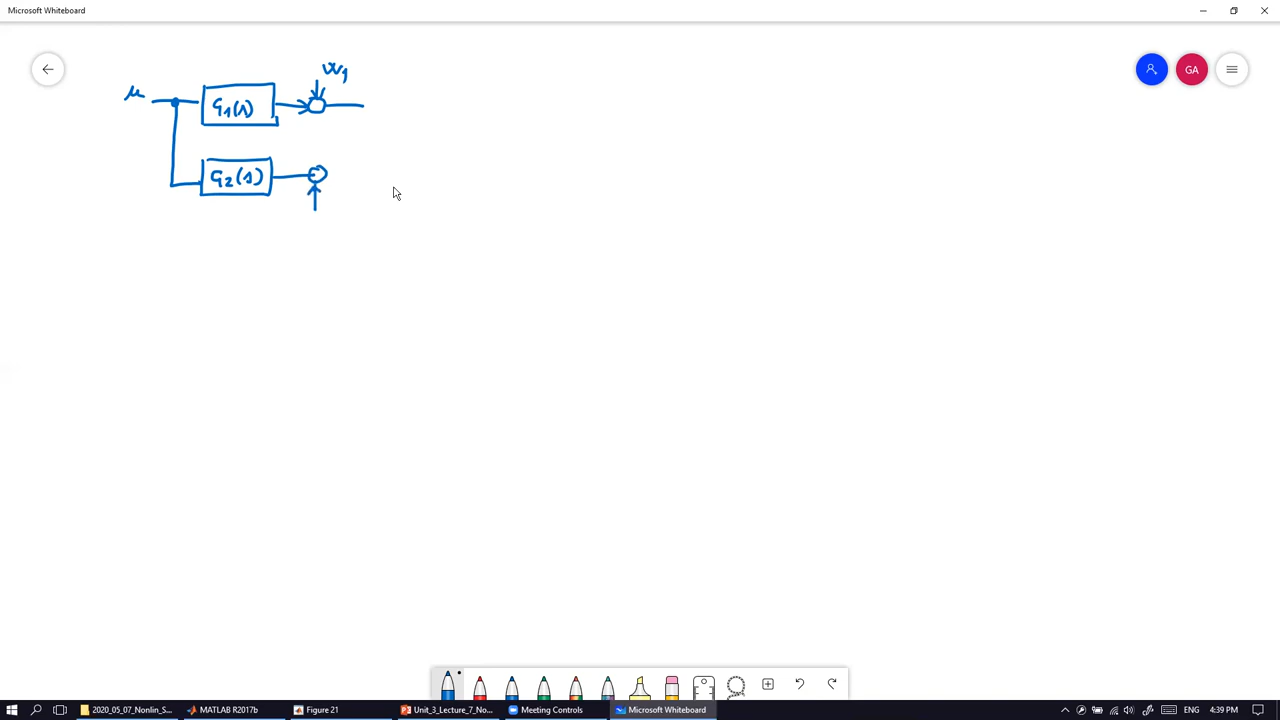 Microsoft Whiteboard
GA
u
G1(s)
w1
G2(s)
2020_05_07_Nonlin_S...
MATLAB R2017b
Figure 21
Unit_3_Lecture_7_No...
Meeting Controls
Microsoft Whiteboard
ENG
4:39 PM